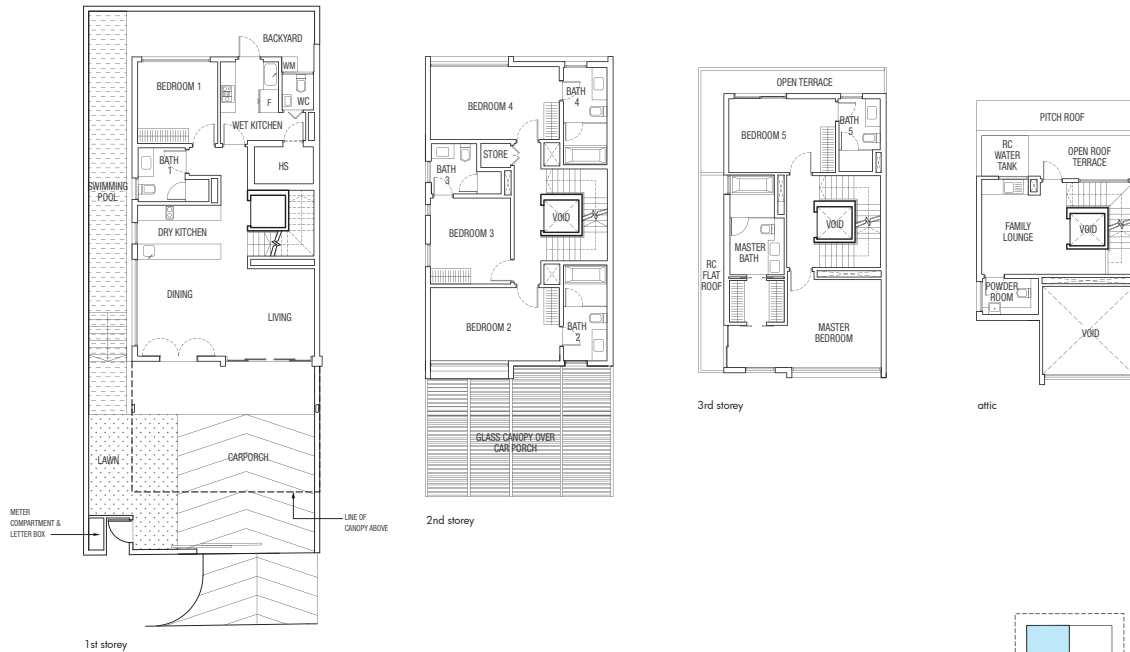 BACKYARD
WM
BEDROOM 1
F
WC
WET KITCHEN
BATH
1
HS
SWIMMING
POOL
DRY KITCHEN
DINING
LIVING
LAWN
CARPORCH
METER
COMPARTMENT &
LETTER BOX
LINE OF
CANOPY ABOVE
1st storey
BEDROOM 4
BATH
4
STORE
BATH
3
VOID
BEDROOM 3
BEDROOM 2
BATH
2
GLASS CANOPY OVER
CAR PORCH
2nd storey
OPEN TERRACE
BEDROOM 5
BATH
5
VOID
MASTER
BATH
RC
FLAT
ROOF
MASTER
BEDROOM
3rd storey
PITCH ROOF
RC
WATER
TANK
OPEN ROOF
TERRACE
FAMILY
LOUNGE
VOID
POWDER
ROOM
VOID
attic